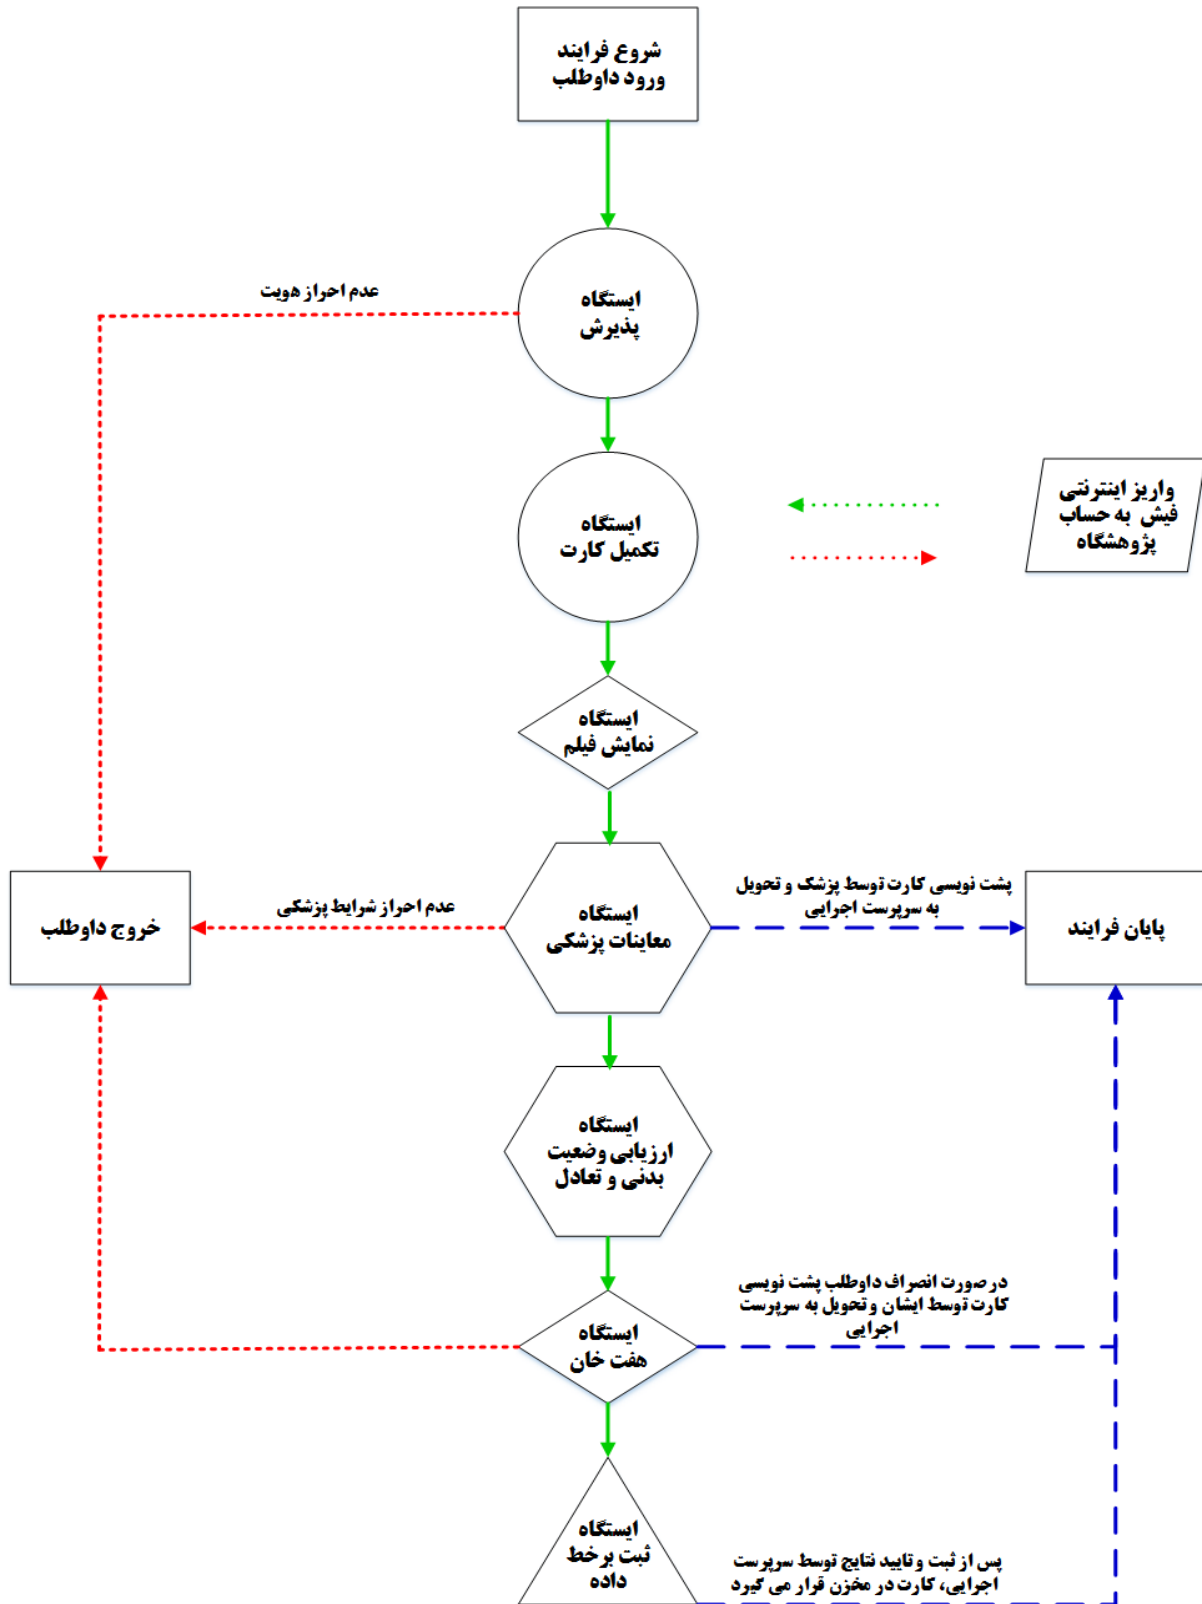 شروع فرایند
ورود داوطلب
ایستگاه
پذیرش
عدم احراز هویت
ایستگاه
تکمیل کارت
واریز اینترنتی
فیش به حساب
پژوهشگاه
ایستگاه
نمایش فیلم
ایستگاه
معاینات پزشکی
پشت نویسی کارت توسط پزشک و تحویل
به سرپرست اجرایی
پایان فرایند
عدم احراز شرایط پزشکی
خروج داوطلب
ایستگاه
ارزیابی وضعیت
بدنی و تعادل
ایستگاه
هفت خان
در صورت انصراف داوطلب پشت نویسی
کارت توسط ایشان و تحویل به سرپرست
اجرایی
ایستگاه
ثبت برخط
داده
پس از ثبت و تایید نتایج توسط سرپرست
اجرایی، کارت در مخزن قرار می گیرد